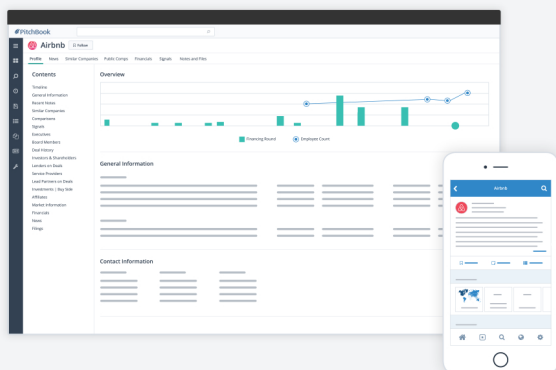 PitchBook
Airbnb
Follow
Profile News Similar Companies Public Comps Financials Signals Notes and Files
Contents
Timeline
General Information
Recent Notes
Similar Companies
Comparisons
Signals
Executives
Board Members
Deal History
Investors & Shareholders
Lenders on Deals
Service Providers
Lead Partners on Deals
Investments | Buy Side
Affiliates
Market Information
Financials
News
Filings
Overview
Financing Round Employee Count
General Information
Contact Information
Airbnb